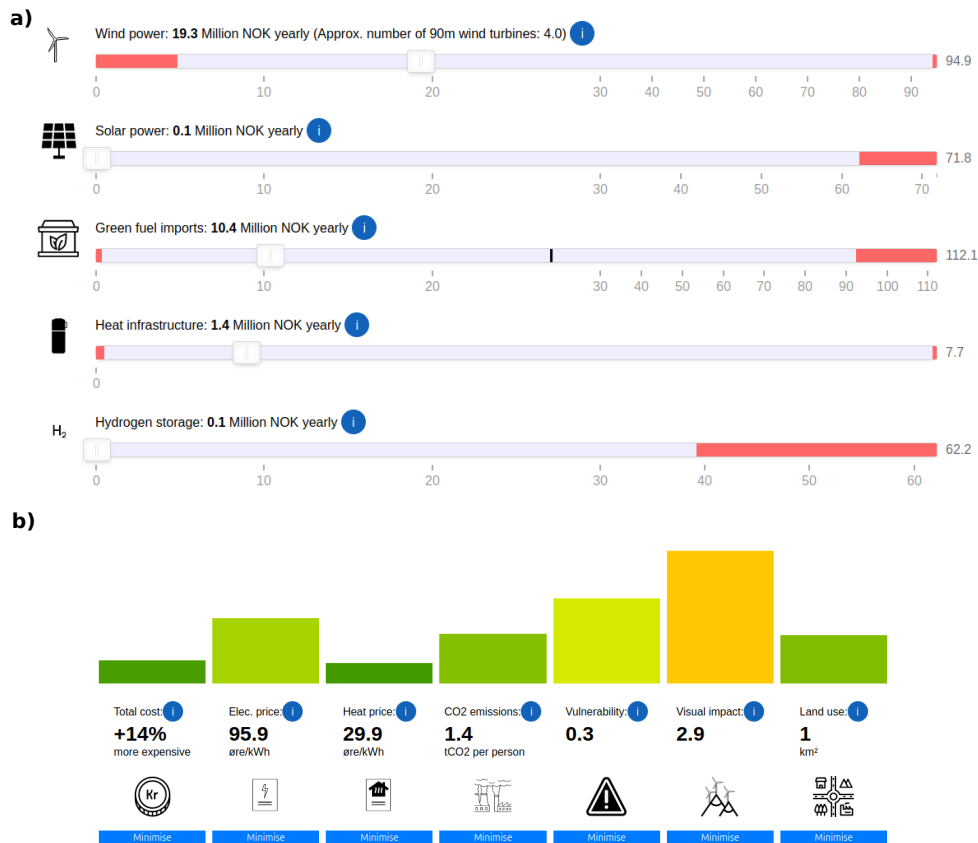 a)
Wind power: 19.3 Million NOK yearly (Approx. number of 90m wind turbines: 4.0) i
94.9
0 10 20 30 40 50 60 70 80 90
Solar power: 0.1 Million NOK yearly i
71.8
0 10 20 30 40 50 60 70
Green fuel imports: 10.4 Million NOK yearly i
112.1
0 10 20 30 40 50 60 70 80 90 100 110
Heat infrastructure: 1.4 Million NOK yearly i
7.7
0
H₂ Hydrogen storage: 0.1 Million NOK yearly i
62.2
0 10 20 30 40 50 60
b)
Total cost: i Elec. price: i Heat price: i CO2 emissions: i Vulnerability: i Visual impact: i Land use: i
+14% 95.9 29.9 1.4 0.3 2.9 1
more expensive øre/kWh øre/kWh tCO2 per person km²
Kr
Minimise Minimise Minimise Minimise Minimise Minimise Minimise